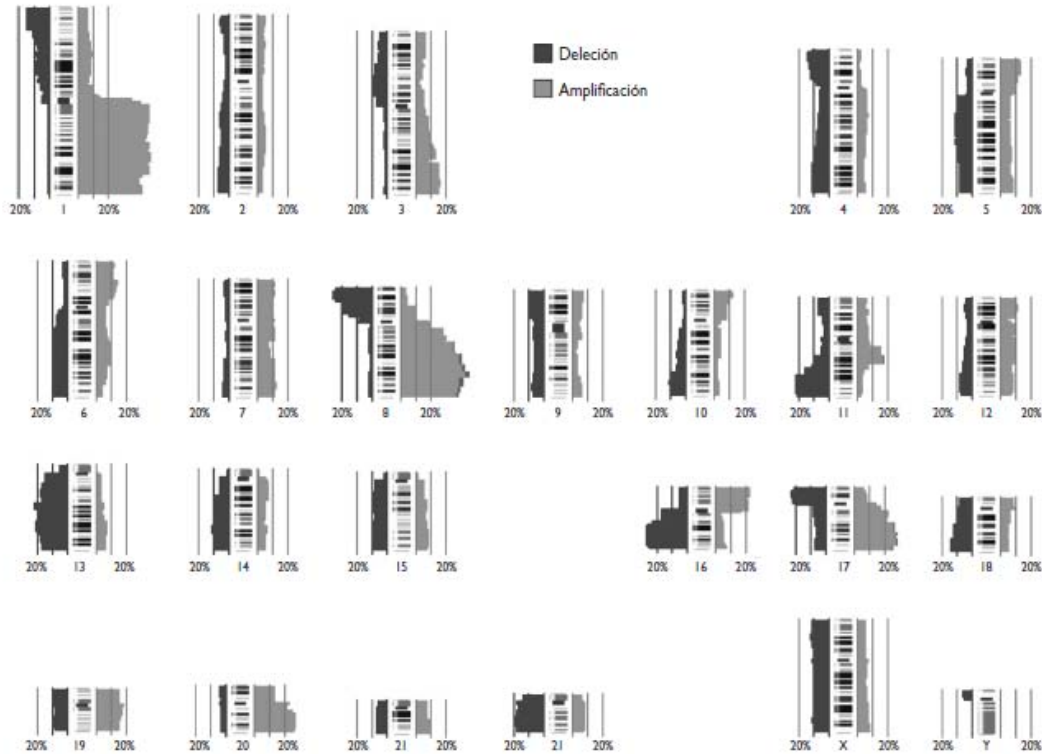 Deleción
Amplificación
20% 1 20%
20% 2 20%
20% 3 20%
20% 4 20%
20% 5 20%
20% 6 20%
20% 7 20%
20% 8 20%
20% 9 20%
20% 10 20%
20% 11 20%
20% 12 20%
20% 13 20%
20% 14 20%
20% 15 20%
20% 16 20%
20% 17 20%
20% 18 20%
20% 19 20%
20% 20 20%
20% 21 20%
20% 21 20%
20% X 20%
20% Y 20%